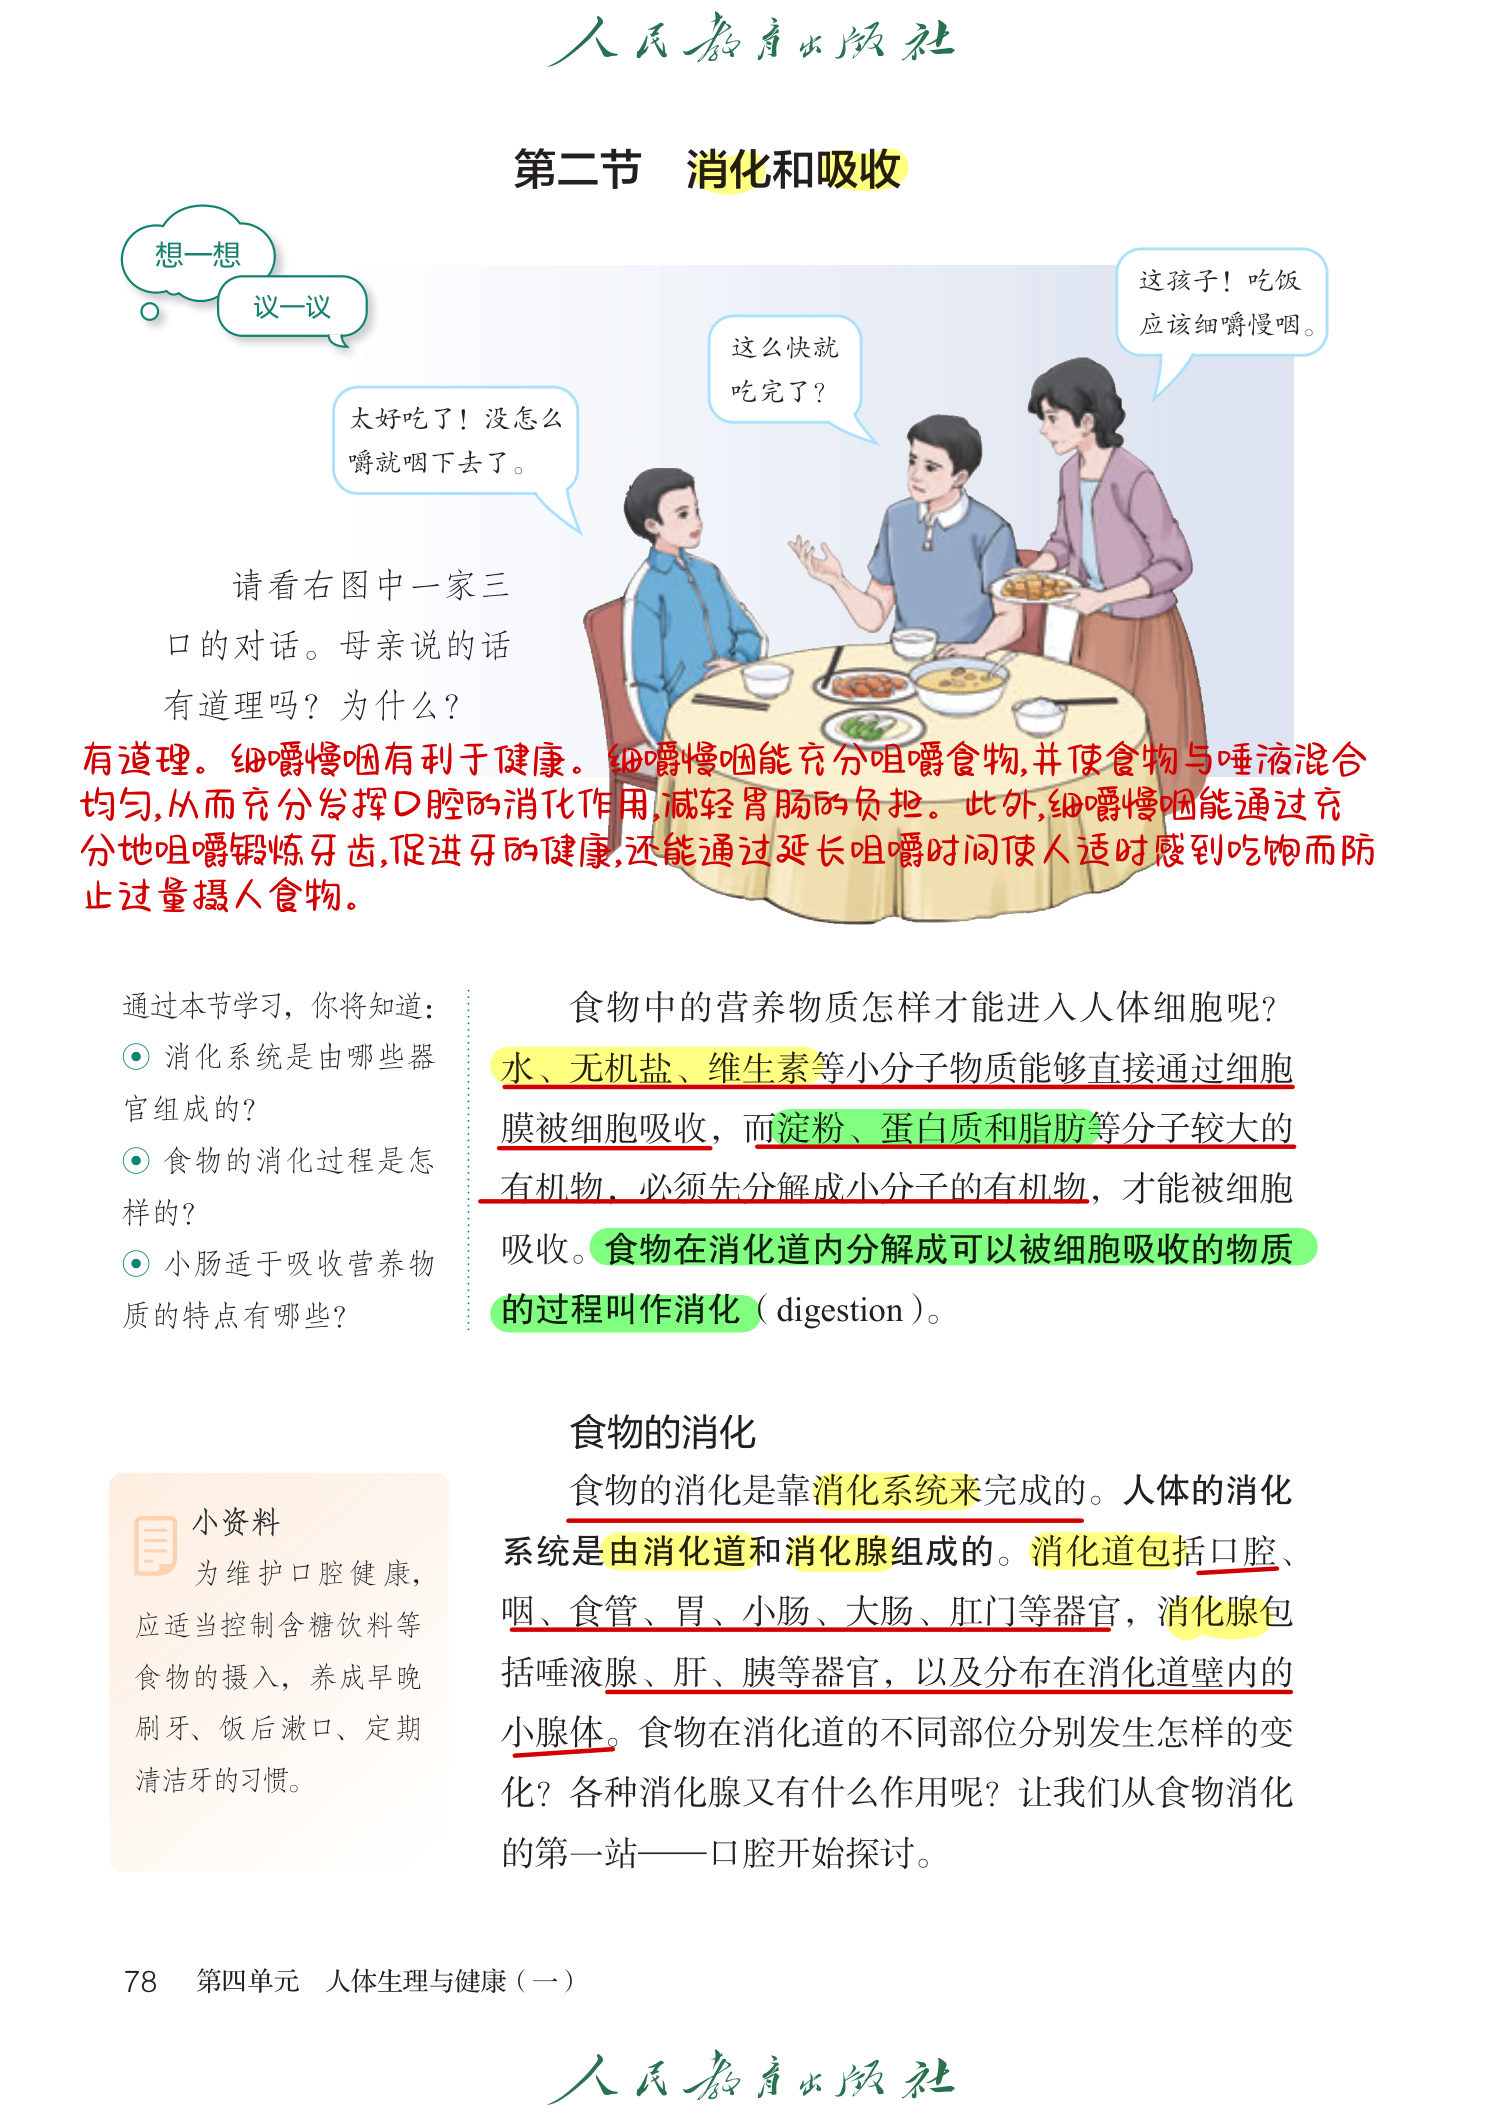 人民教育出版社
第二节 消化和吸收
想一想
议一议
这孩子！吃饭
应该细嚼慢咽。
这么快就
吃完了？
太好吃了！没怎么
嚼就咽下去了。
请看右图中一家三
口的对话。母亲说的话
有道理吗？为什么？
有道理。细嚼慢咽有利于健康。细嚼慢咽能充分咀嚼食物,并使食物与唾液混合
均匀,从而充分发挥口腔的消化作用,减轻胃肠的负担。此外,细嚼慢咽能通过充
分地咀嚼锻炼牙齿,促进牙的健康,还能通过延长咀嚼时间使人适时感到吃饱而防
止过量摄人食物。
通过本节学习，你将知道：
消化系统是由哪些器
官组成的？
食物的消化过程是怎
样的？
小肠适于吸收营养物
质的特点有哪些？
食物中的营养物质怎样才能进入人体细胞呢？
水、无机盐、维生素等小分子物质能够直接通过细胞
膜被细胞吸收，而淀粉、蛋白质和脂肪等分子较大的
有机物，必须先分解成小分子的有机物，才能被细胞
吸收。食物在消化道内分解成可以被细胞吸收的物质
的过程叫作消化（digestion）。
食物的消化
食物的消化是靠消化系统来完成的。人体的消化
系统是由消化道和消化腺组成的。消化道包括口腔、
咽、食管、胃、小肠、大肠、肛门等器官，消化腺包
括唾液腺、肝、胰等器官，以及分布在消化道壁内的
小腺体。食物在消化道的不同部位分别发生怎样的变
化？各种消化腺又有什么作用呢？让我们从食物消化
的第一站——口腔开始探讨。
小资料
为维护口腔健康，
应适当控制含糖饮料等
食物的摄入，养成早晚
刷牙、饭后漱口、定期
清洁牙的习惯。
78 第四单元 人体生理与健康（一）
人民教育出版社